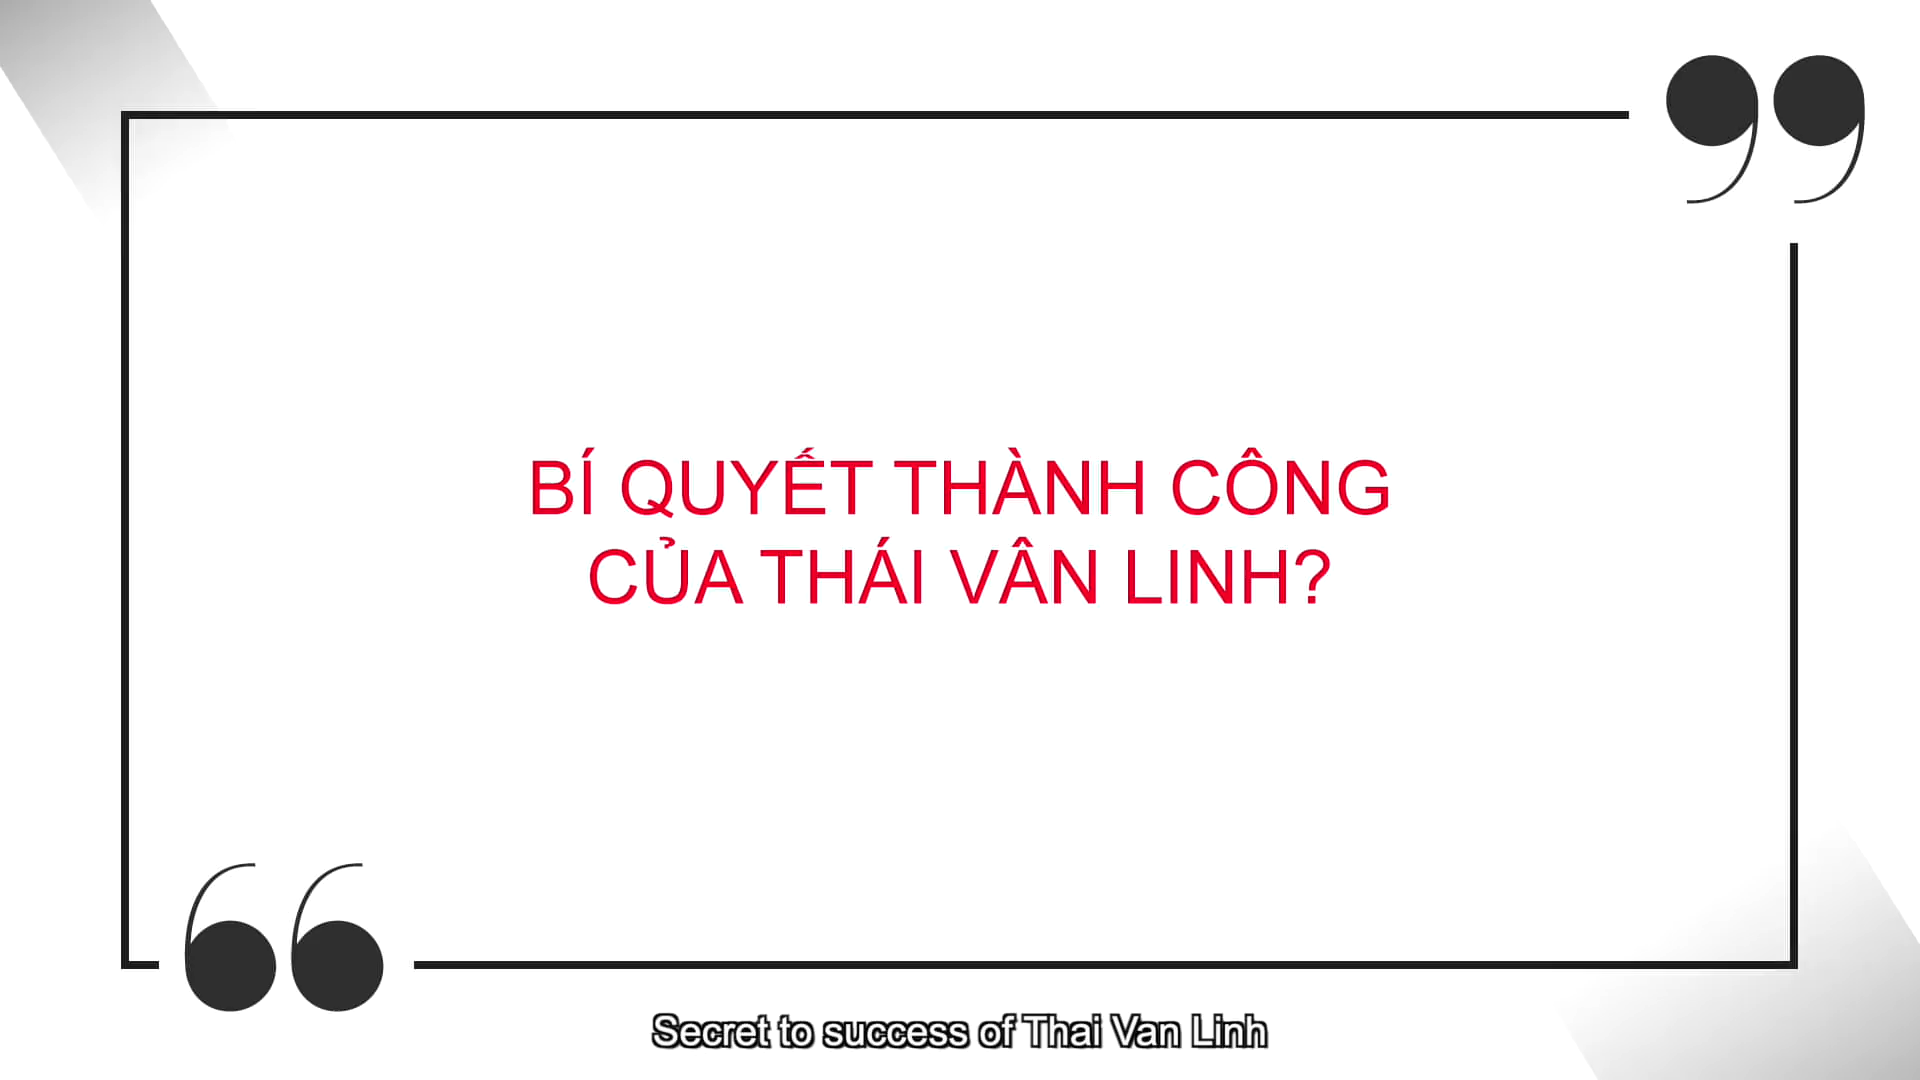 BÍ QUYẾT THÀNH CÔNG
CỦA THÁI VÂN LINH?
Secret to success of Thai Van Linh